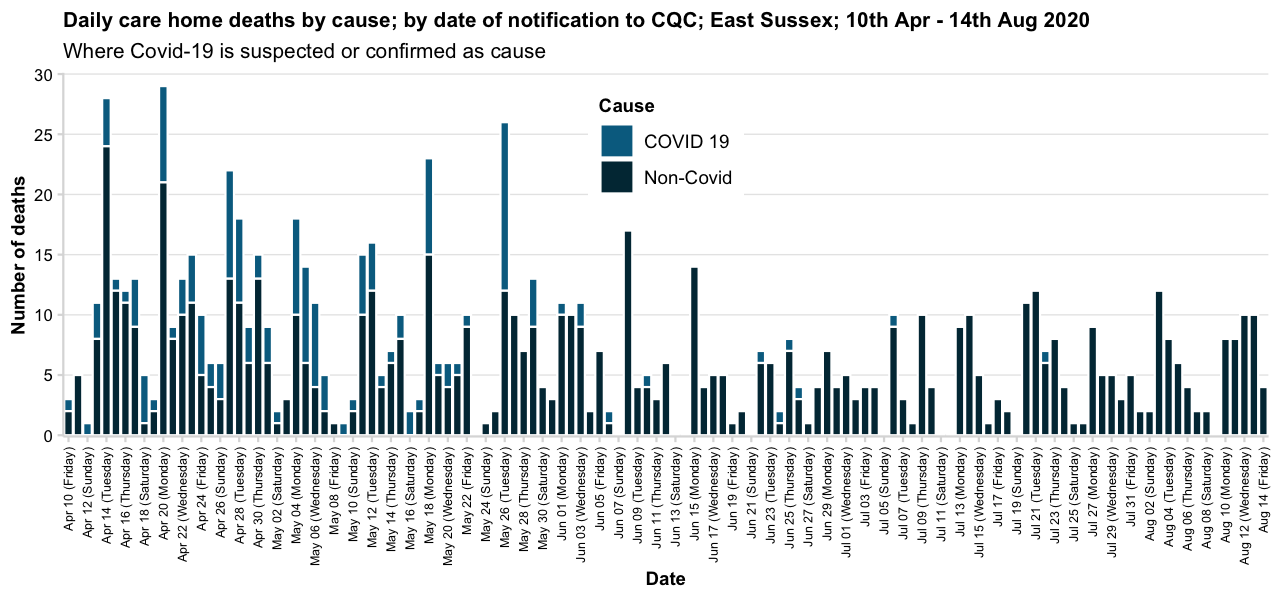 Daily care home deaths by cause; by date of notification to CQC; East Sussex; 10th Apr - 14th Aug 2020
Where Covid-19 is suspected or confirmed as cause
Number of deaths
30
25
20
15
10
5
0
Cause
COVID 19
Non-Covid
Apr 10 (Friday)
Apr 12 (Sunday)
Apr 14 (Tuesday)
Apr 16 (Thursday)
Apr 18 (Saturday)
Apr 20 (Monday)
Apr 22 (Wednesday)
Apr 24 (Friday)
Apr 26 (Sunday)
Apr 28 (Tuesday)
Apr 30 (Thursday)
May 02 (Saturday)
May 04 (Monday)
May 06 (Wednesday)
May 08 (Friday)
May 10 (Sunday)
May 12 (Tuesday)
May 14 (Thursday)
May 16 (Saturday)
May 18 (Monday)
May 20 (Wednesday)
May 22 (Friday)
May 24 (Sunday)
May 26 (Tuesday)
May 28 (Thursday)
May 30 (Saturday)
Jun 01 (Monday)
Jun 03 (Wednesday)
Jun 05 (Friday)
Jun 07 (Sunday)
Jun 09 (Tuesday)
Jun 11 (Thursday)
Jun 13 (Saturday)
Jun 15 (Monday)
Jun 17 (Wednesday)
Jun 19 (Friday)
Jun 21 (Sunday)
Jun 23 (Tuesday)
Jun 25 (Thursday)
Jun 27 (Saturday)
Jun 29 (Monday)
Jul 01 (Wednesday)
Jul 03 (Friday)
Jul 05 (Sunday)
Jul 07 (Tuesday)
Jul 09 (Thursday)
Jul 11 (Saturday)
Jul 13 (Monday)
Jul 15 (Wednesday)
Jul 17 (Friday)
Jul 19 (Sunday)
Jul 21 (Tuesday)
Jul 23 (Thursday)
Jul 25 (Saturday)
Jul 27 (Monday)
Jul 29 (Wednesday)
Jul 31 (Friday)
Aug 02 (Sunday)
Aug 04 (Tuesday)
Aug 06 (Thursday)
Aug 08 (Saturday)
Aug 10 (Monday)
Aug 12 (Wednesday)
Aug 14 (Friday)
Date